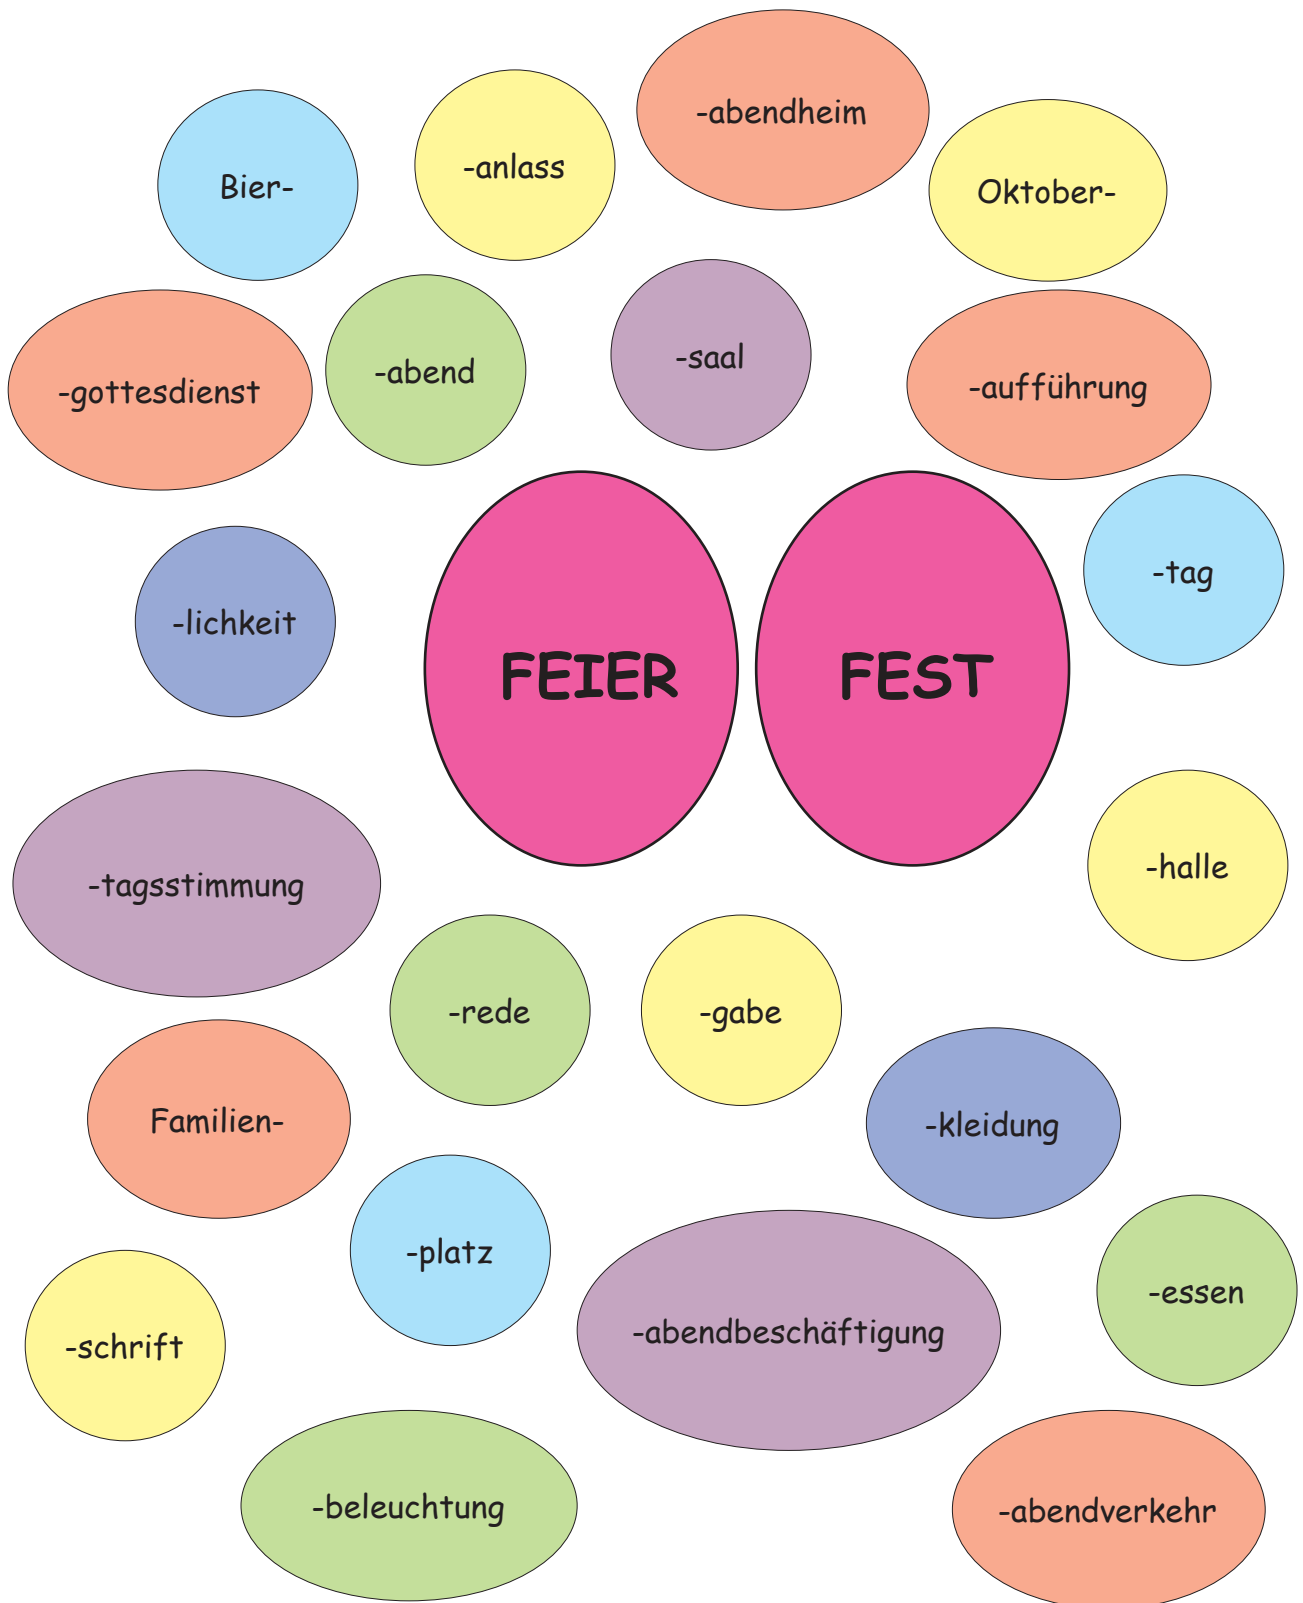 -abendheim
-anlass
Bier-
Oktober-
-saal
-abend
-gottesdienst
-aufführung
-tag
-lichkeit
FEIER
FEST
-halle
-tagsstimmung
-rede
-gabe
Familien-
-kleidung
-platz
-essen
-abendbeschäftigung
-schrift
-beleuchtung
-abendverkehr